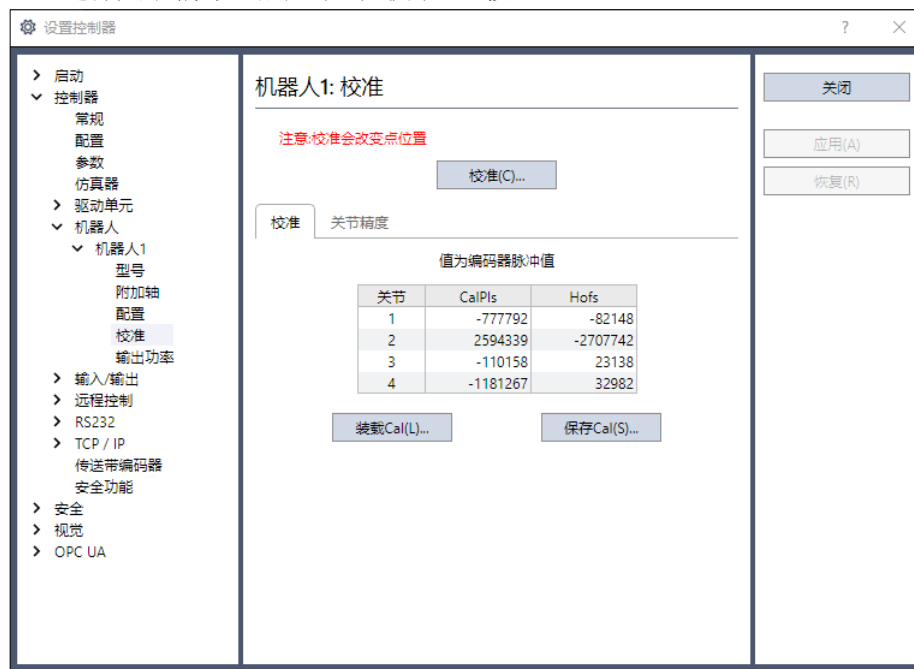 设置控制器
?
启动
控制器
常规
配置
参数
仿真器
驱动单元
机器人
机器人1
型号
附加轴
配置
校准
输出功率
输入/输出
远程控制
RS232
TCP / IP
传送带编码器
安全功能
安全
视觉
OPC UA
机器人1: 校准
注意:校准会改变点位置
校准(C)...
校准 关节精度
值为编码器脉冲值
关节 CalPls Hofs
1 -777792 -82148
2 2594339 -2707742
3 -110158 23138
4 -1181267 32982
装载Cal(L)... 保存Cal(S)...
关闭
应用(A)
恢复(R)